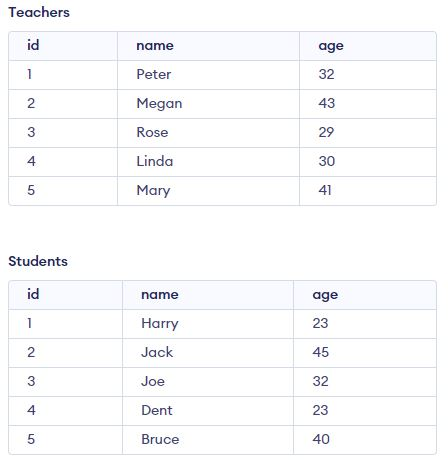 Teachers
id name age
1 Peter 32
2 Megan 43
3 Rose 29
4 Linda 30
5 Mary 41
Students
id name age
1 Harry 23
2 Jack 45
3 Joe 32
4 Dent 23
5 Bruce 40